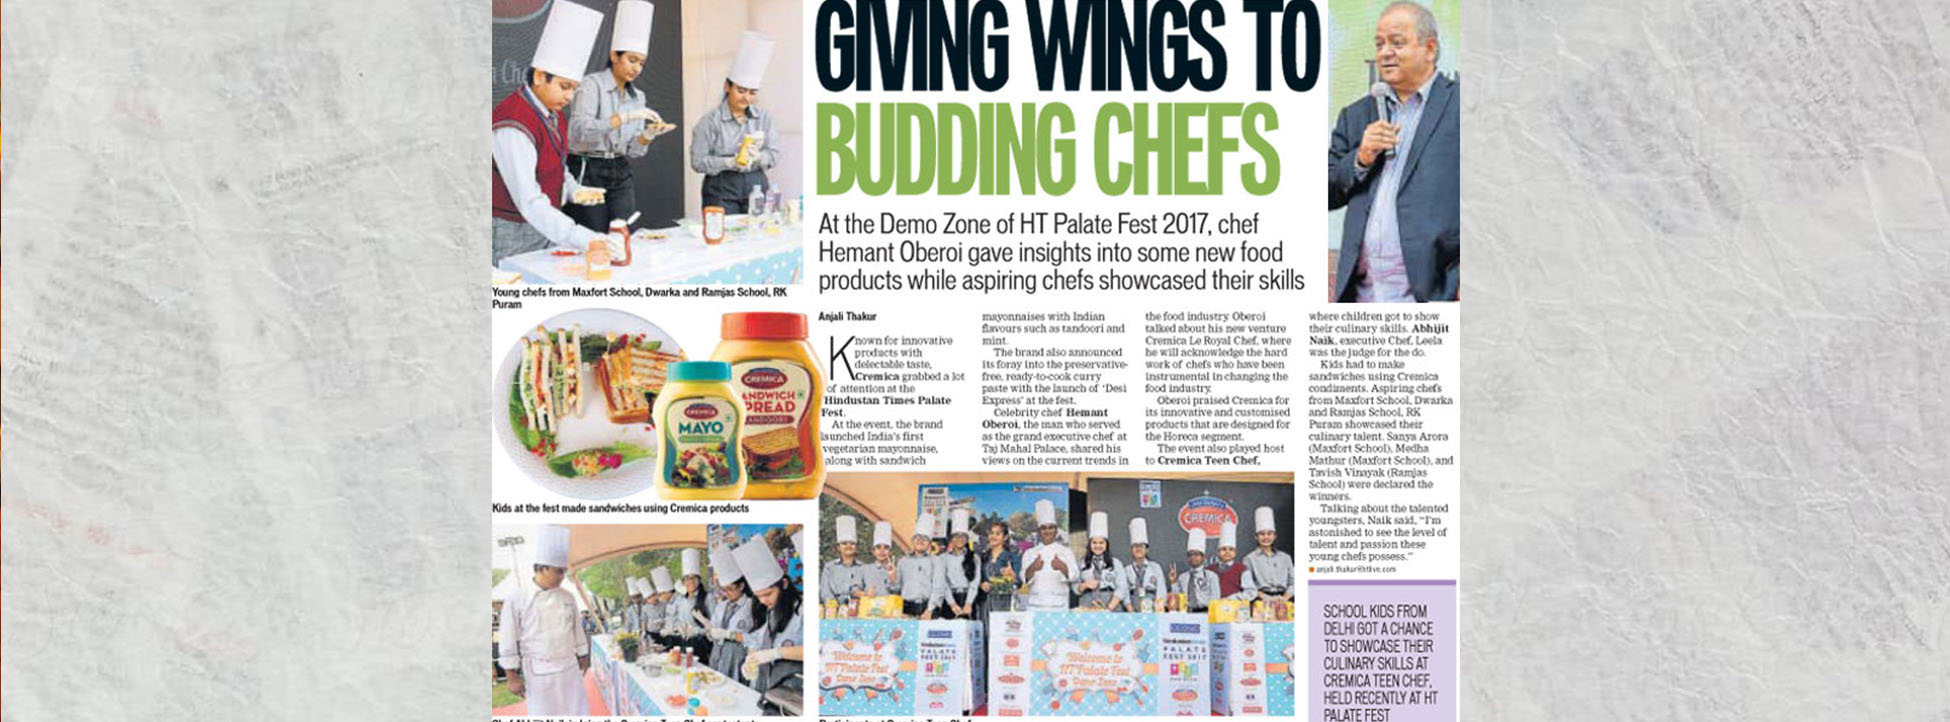 GIVING WINGS TO
BUDDING CHEFS
At the Demo Zone of HT Palate Fest 2017, chef
Hemant Oberoi gave insights into some new food
products while aspiring chefs showcased their skills
Young chefs from Maxfort School, Dwarka and Ramjas School, RK
Puram
CREMICA
MAYO
CREMICA
SANDWICH
SPREAD
TANDOORI
Kids at the fest made sandwiches using Cremica products
Anjali Thakur
Known for innovative
products with
delectable taste,
Cremica grabbed a lot
of attention at the
Hindustan Times Palate
Fest.
At the event, the brand
launched India's first
vegetarian mayonnaise,
along with sandwich
mayonnaises with Indian
flavours such as tandoori and
mint.
The brand also announced
its foray into the preservative-
free, ready-to-cook curry
paste with the launch of 'Desi
Express' at the fest.
Celebrity chef Hemant
Oberoi, the man who served
as the grand executive chef at
Taj Mahal Palace, shared his
views on the current trends in
the food industry. Oberoi
talked about his new venture
Cremica Le Royal Chef, where
he will acknowledge the hard
work of chefs who have been
instrumental in changing the
food industry.
Oberoi praised Cremica for
its innovative and customised
products that are designed for
the Horeca segment.
The event also played host
to Cremica Teen Chef,
where children got to show
their culinary skills. Abhijit
Naik, executive Chef, Leela
was the judge for the do.
Kids had to make
sandwiches using Cremica
condiments. Aspiring chefs
from Maxfort School, Dwarka
and Ramjas School, RK
Puram showcased their
culinary talent. Sanya Arora
(Maxfort School), Medha
Mathur (Maxfort School), and
Tavish Vinayak (Ramjas
School) were declared the
winners.
Talking about the talented
youngsters, Naik said, "I'm
astonished to see the level of
talent and passion these
young chefs possess."
anjali.thakur@htlive.com
CREMICA
Welcome to
HT Palate Fest
Demo Zone
PALATE
FEST 2017
Welcome to
HT Palate Fest
Demo Zone
PALATE
FEST 2017
SCHOOL KIDS FROM
DELHI GOT A CHANCE
TO SHOWCASE THEIR
CULINARY SKILLS AT
CREMICA TEEN CHEF,
HELD RECENTLY AT HT
PALATE FEST